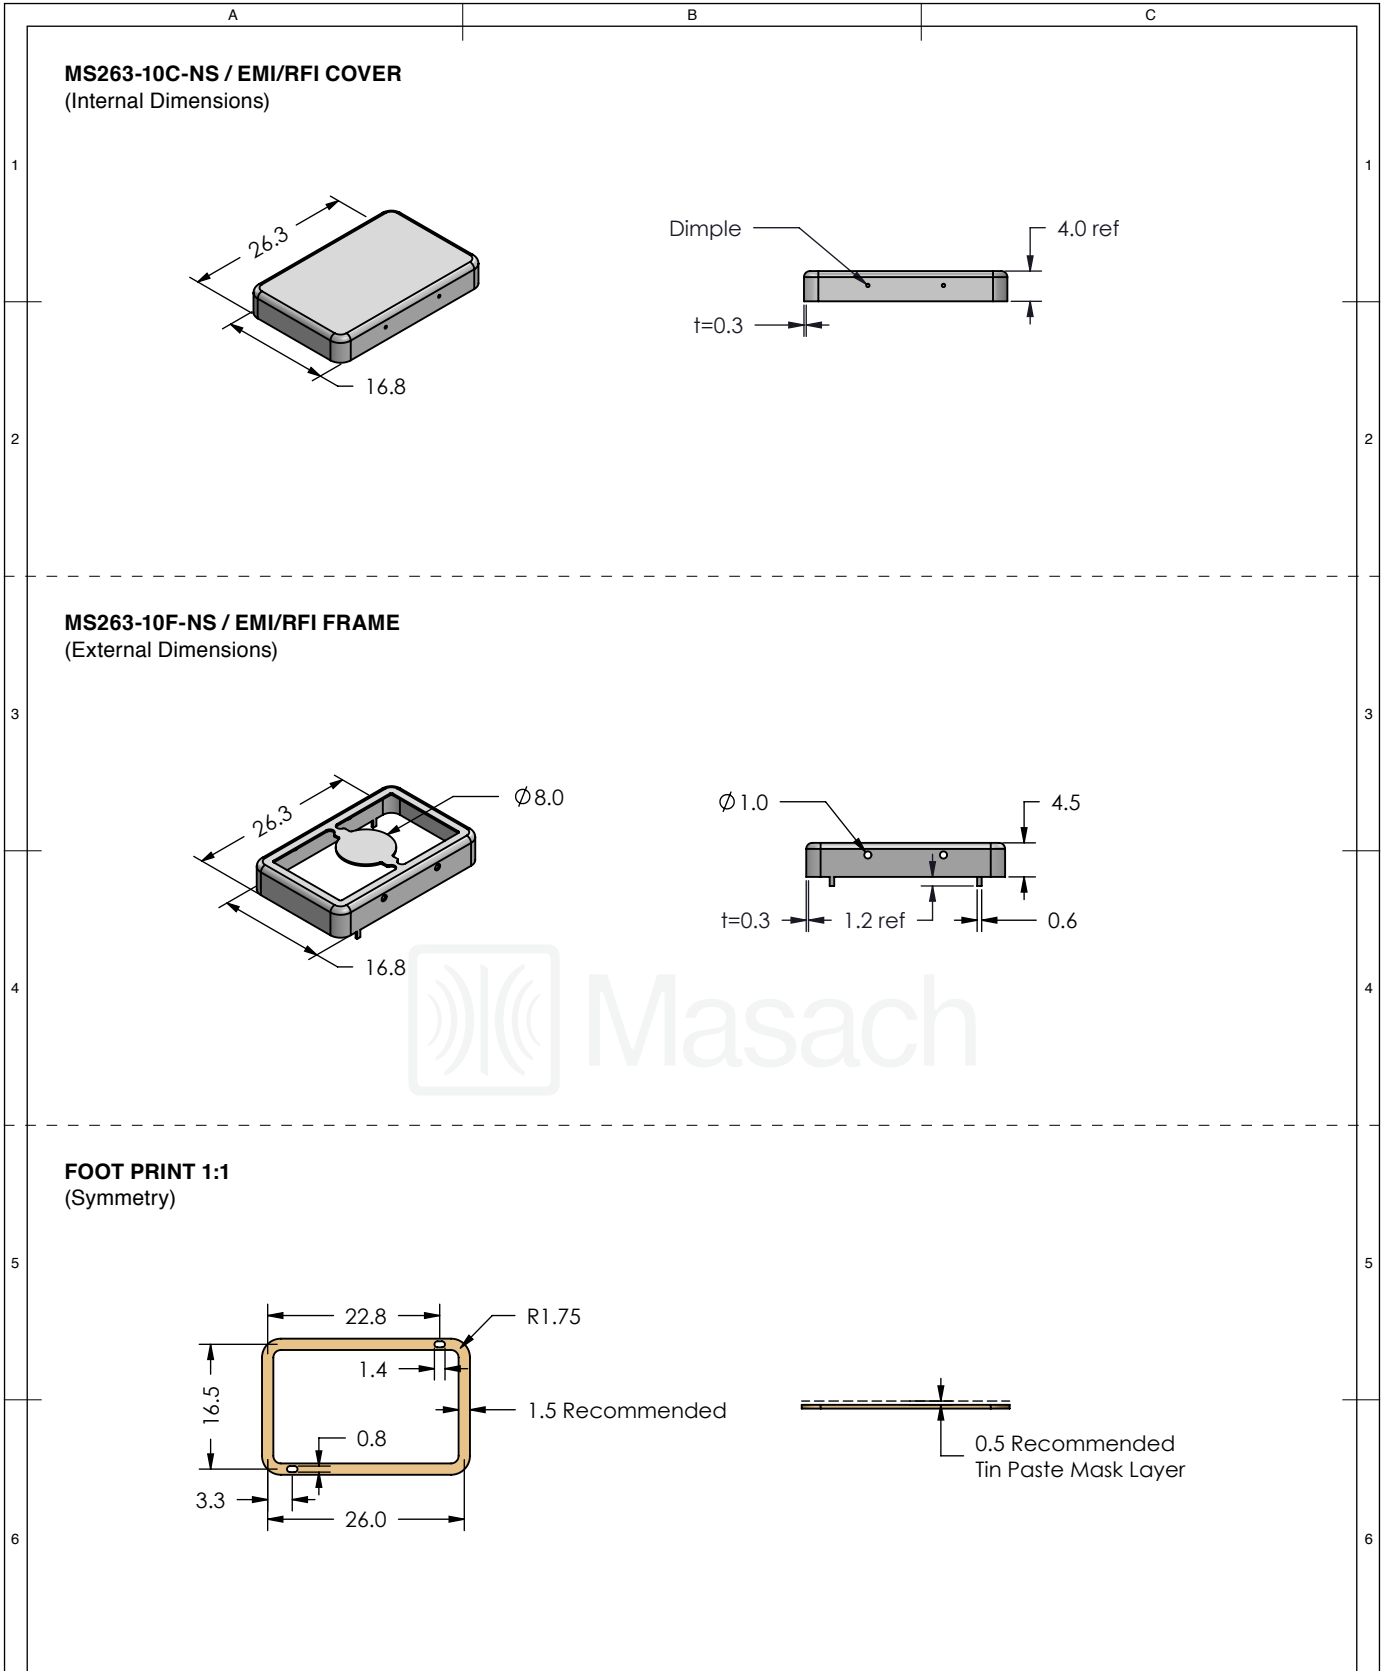 A
B
C
MS263-10C-NS / EMI/RFI COVER
(Internal Dimensions)
1
1
26.3
16.8
Dimple
4.0 ref
t=0.3
2
2
MS263-10F-NS / EMI/RFI FRAME
(External Dimensions)
3
3
26.3
Ø8.0
16.8
Ø1.0
4.5
t=0.3
1.2 ref
0.6
Masach
4
4
FOOT PRINT 1:1
(Symmetry)
5
5
22.8
R1.75
1.4
16.5
1.5 Recommended
0.8
3.3
26.0
0.5 Recommended
Tin Paste Mask Layer
6
6